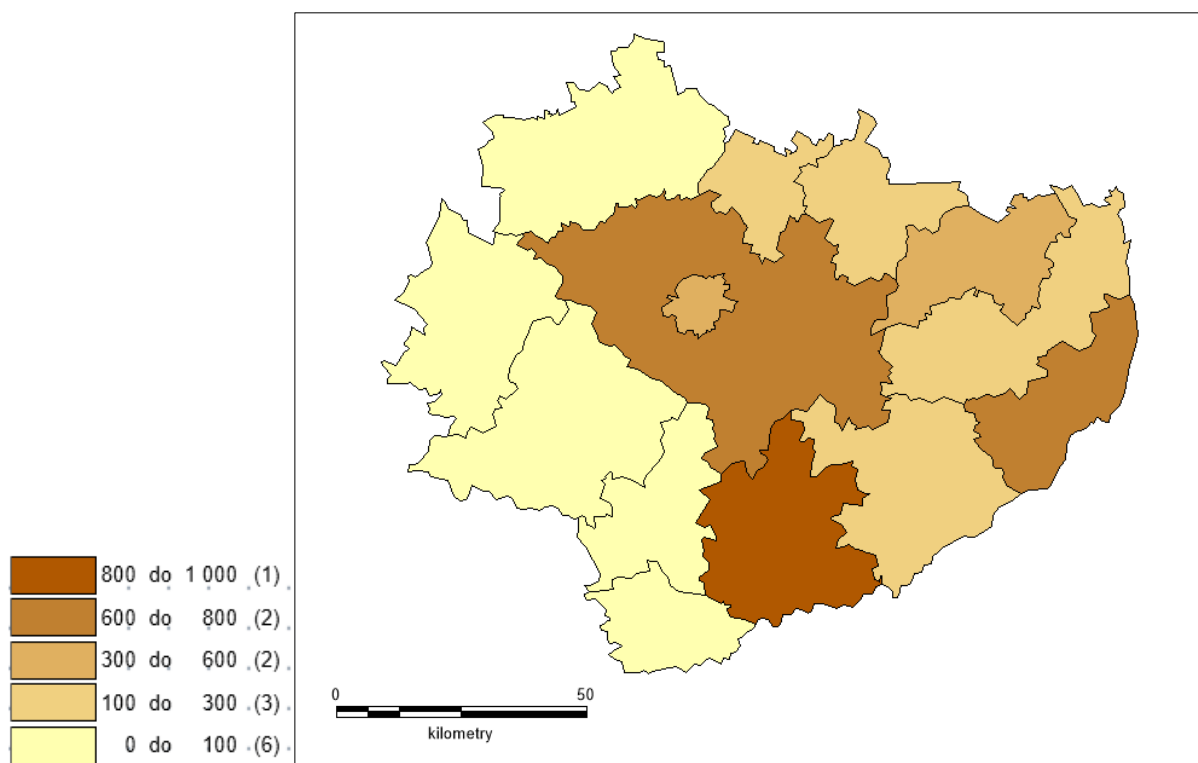 800 do 1 000 (1)
600 do 800 (2)
300 do 600 (2)
100 do 300 (3)
0 do 100 (6)
0 50
kilometry